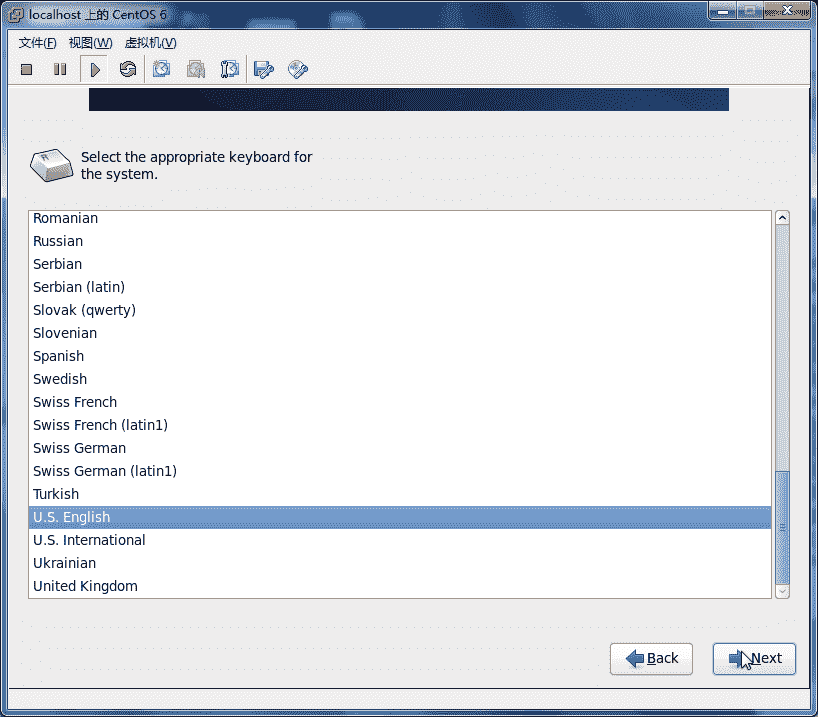 localhost 上的 CentOS 6
文件(F) 视图(W) 虚拟机(V)
Select the appropriate keyboard for
the system.
Romanian
Russian
Serbian
Serbian (latin)
Slovak (qwerty)
Slovenian
Spanish
Swedish
Swiss French
Swiss French (latin1)
Swiss German
Swiss German (latin1)
Turkish
U.S. English
U.S. International
Ukrainian
United Kingdom
Back Next